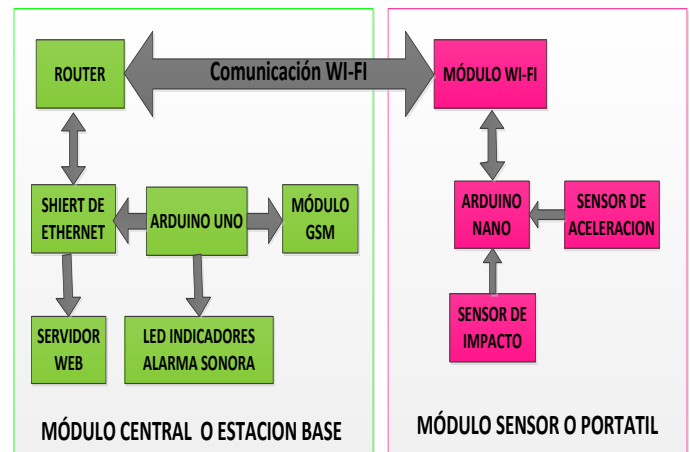 ROUTER
Comunicación WI-FI
MÓDULO WI-FI
SHIERT DE
ETHERNET
ARDUINO UNO
MÓDULO
GSM
ARDUINO
NANO
SENSOR DE
ACELERACION
SERVIDOR
WEB
LED INDICADORES
ALARMA SONORA
SENSOR DE
IMPACTO
MÓDULO CENTRAL O ESTACION BASE
MÓDULO SENSOR O PORTATIL